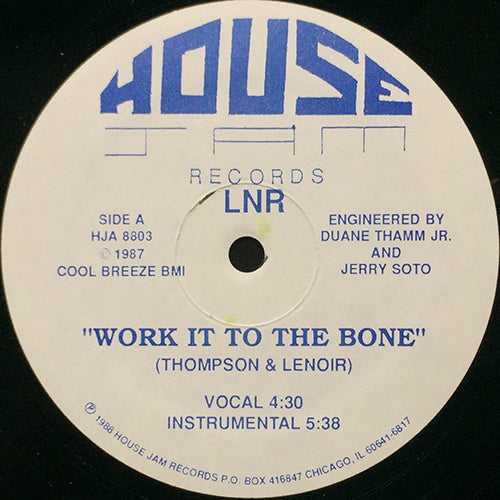 HOUSE
JAM
RECORDS
LNR
SIDE A
HJA 8803
© 1987
COOL BREEZE BMI
ENGINEERED BY
DUANE THAMM JR.
AND
JERRY SOTO
"WORK IT TO THE BONE"
(THOMPSON & LENOIR)
VOCAL 4:30
INSTRUMENTAL 5:38
℗ 1988 HOUSE JAM RECORDS P.O. BOX 416847 CHICAGO, IL 60641-6817